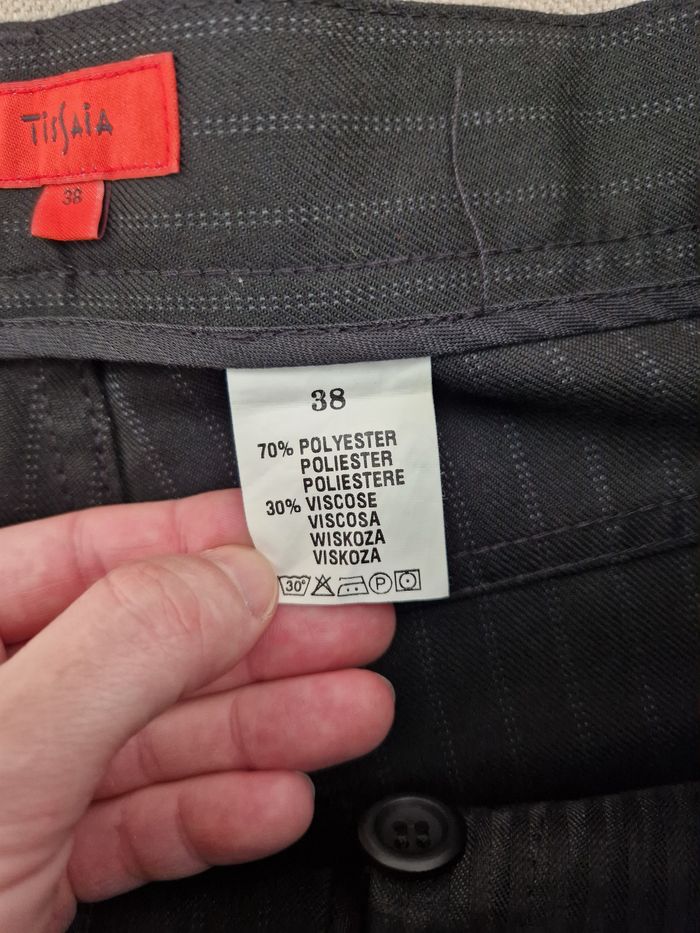 TISSAIA
38
38
70% POLYESTER
POLIESTER
POLIESTERE
30% VISCOSE
VISCOSA
WISKOZA
VISKOZA
30° P